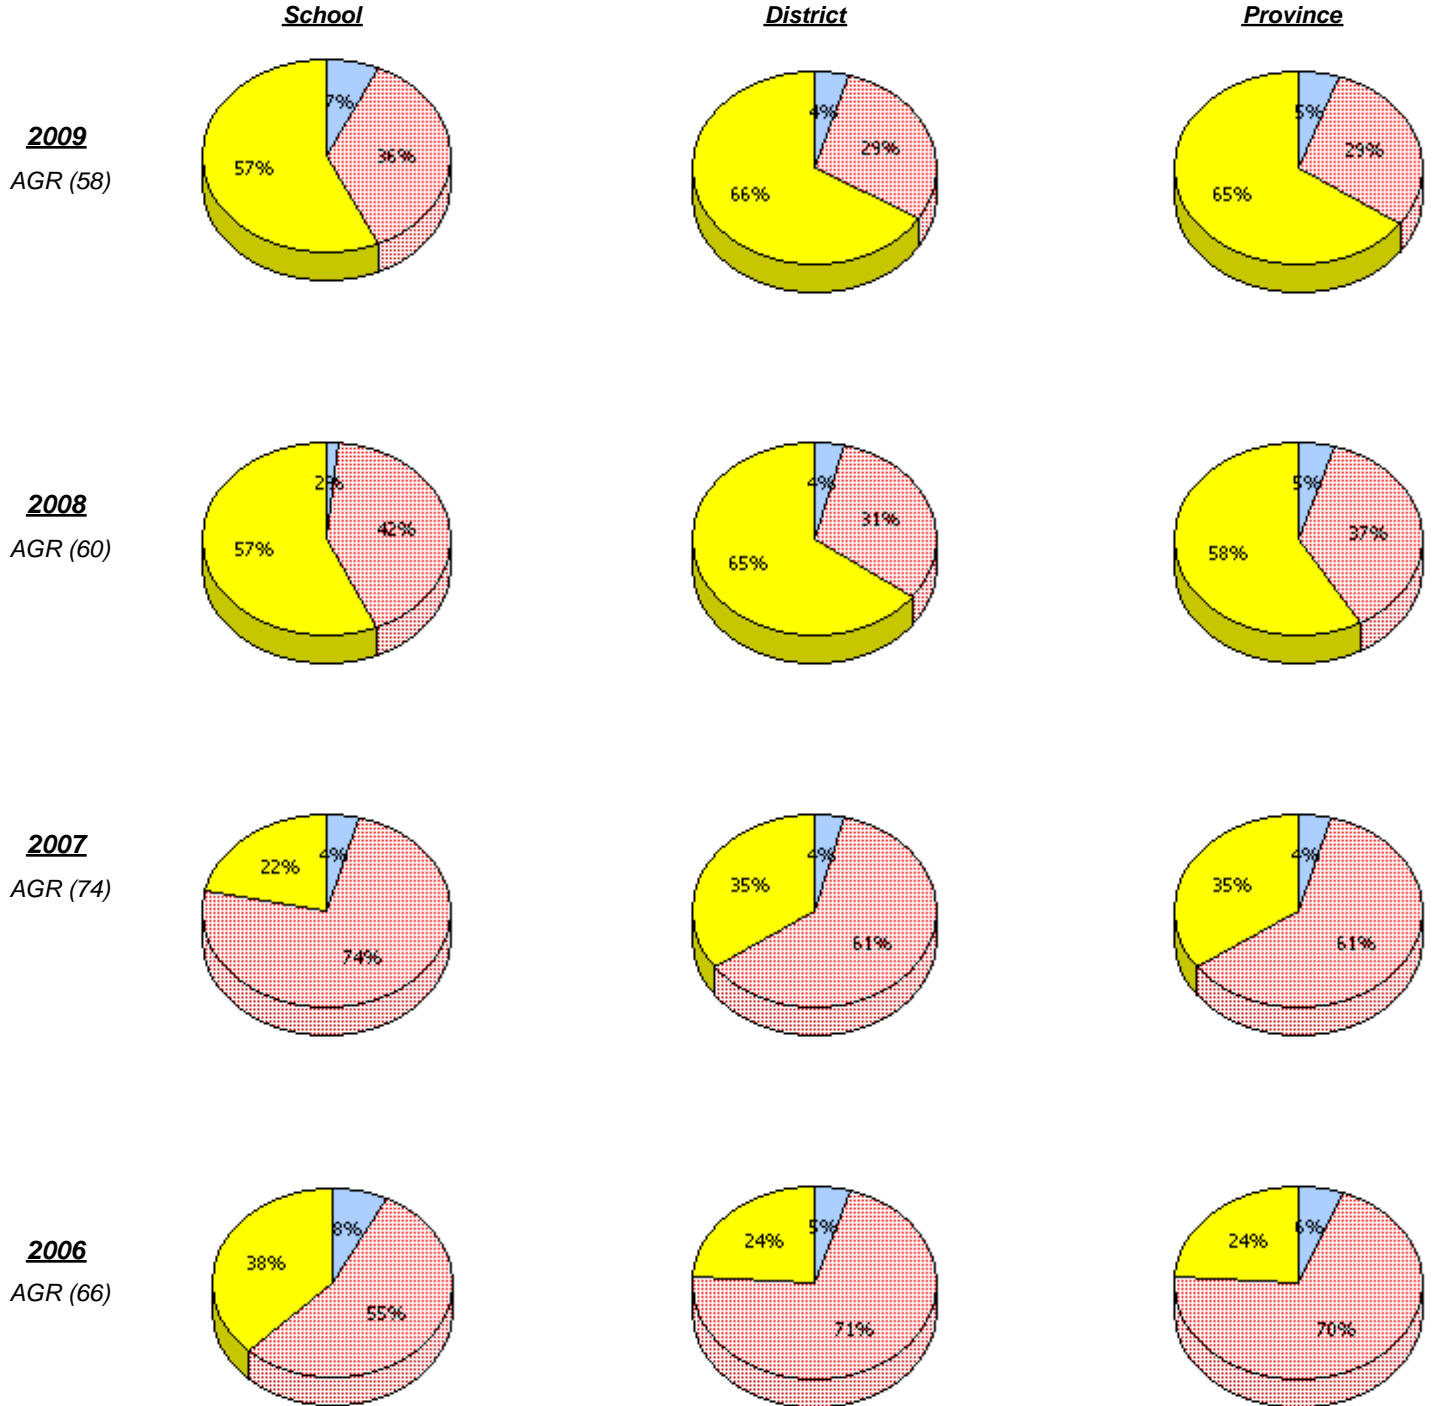 School District Province
2009
AGR (58)
7% 36% 57%
4% 29% 66%
5% 29% 65%
2008
AGR (60)
2% 42% 57%
4% 31% 65%
5% 37% 58%
2007
AGR (74)
22% 4% 74%
35% 4% 61%
35% 4% 61%
2006
AGR (66)
38% 8% 55%
24% 5% 71%
24% 6% 70%